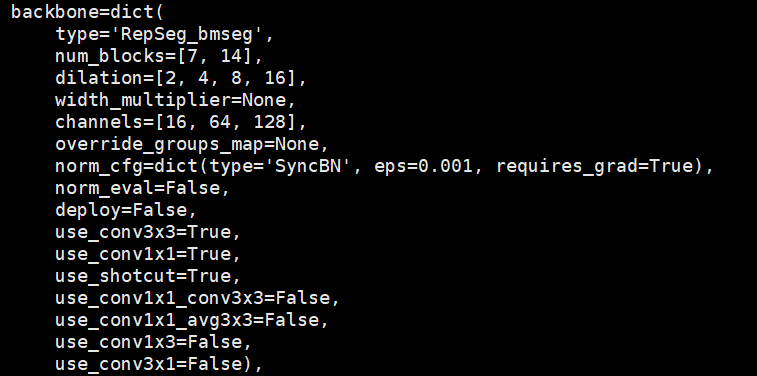 backbone=dict(
    type='RepSeg_bmseg',
    num_blocks=[7, 14],
    dilation=[2, 4, 8, 16],
    width_multiplier=None,
    channels=[16, 64, 128],
    override_groups_map=None,
    norm_cfg=dict(type='SyncBN', eps=0.001, requires_grad=True),
    norm_eval=False,
    deploy=False,
    use_conv3x3=True,
    use_conv1x1=True,
    use_shotcut=True,
    use_conv1x1_conv3x3=False,
    use_conv1x1_avg3x3=False,
    use_conv1x3=False,
    use_conv3x1=False),